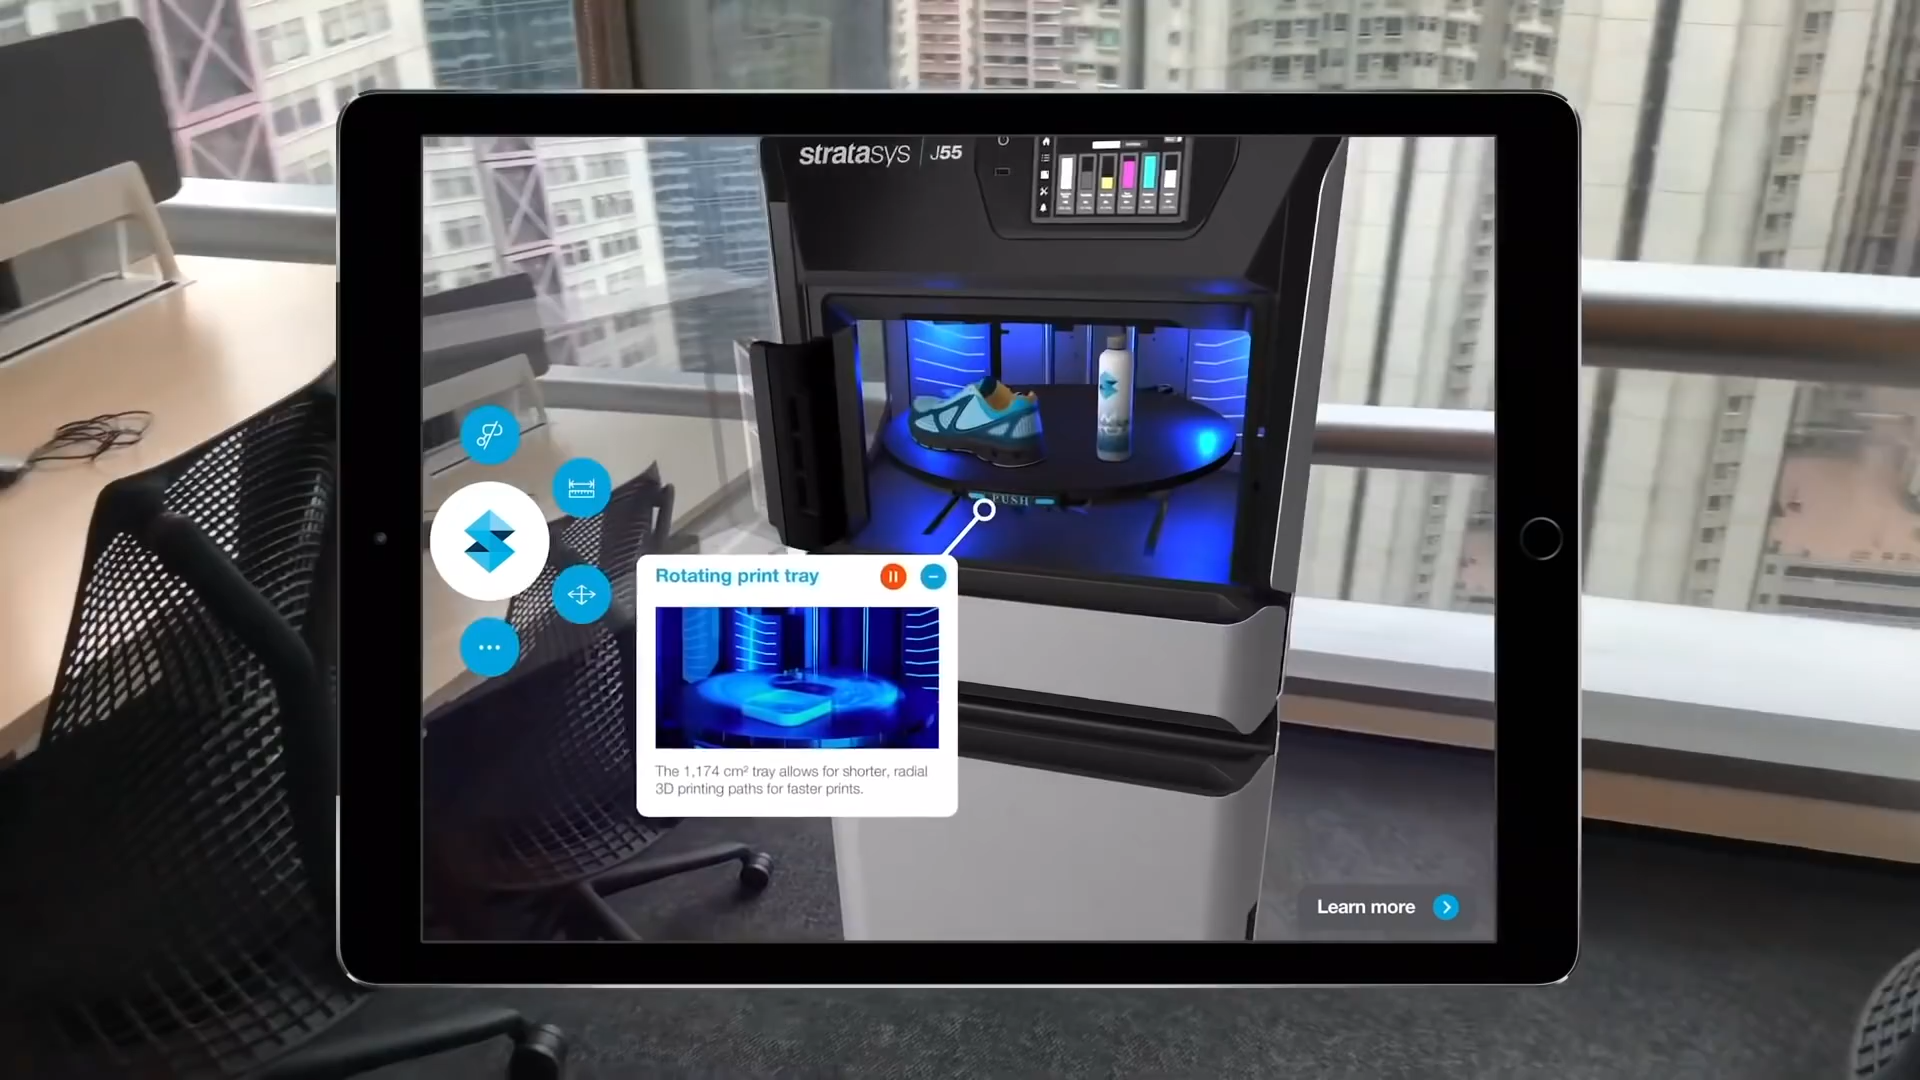 stratasys | J55
PUSH
Rotating print tray
The 1,174 cm² tray allows for shorter, radial
3D printing paths for faster prints.
Learn more